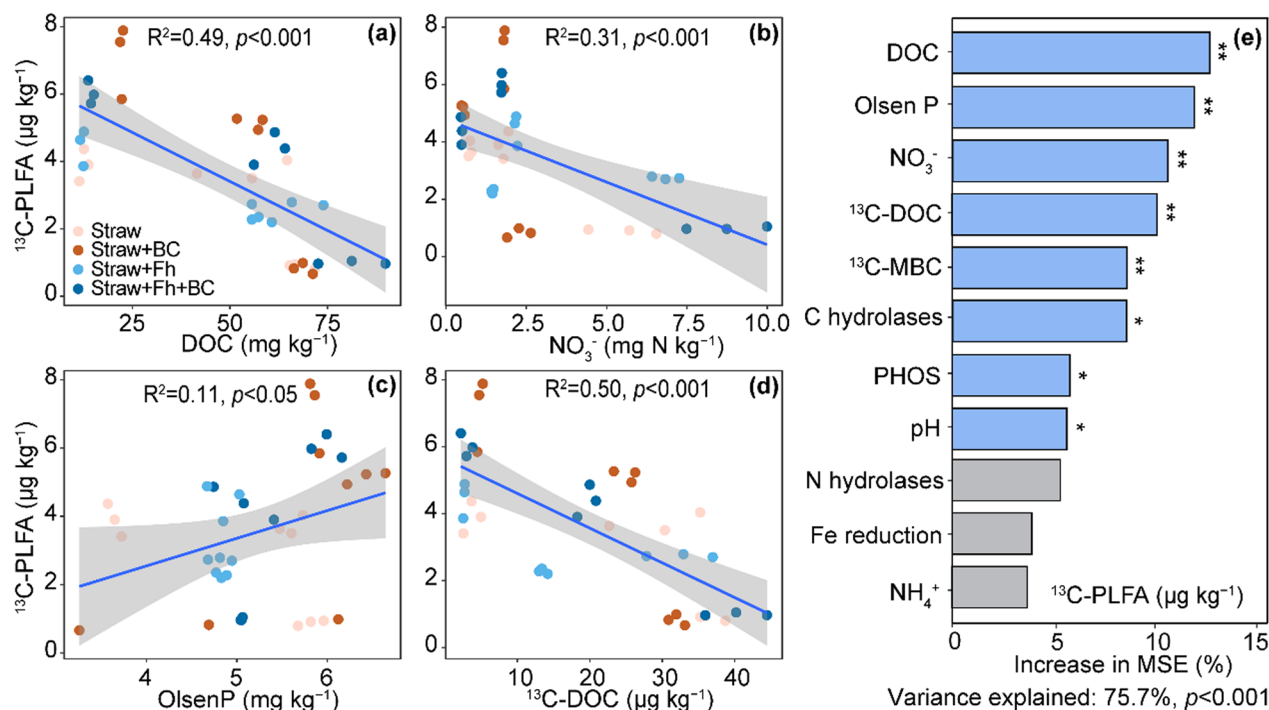 (a)
R²=0.49, p<0.001
8
6
4
2
0
¹³C-PLFA (µg kg⁻¹)
Straw
Straw+BC
Straw+Fh
Straw+Fh+BC
25
50
75
DOC (mg kg⁻¹)
(b)
R²=0.31, p<0.001
8
6
4
2
0
0.0
2.5
5.0
7.5
10.0
NO₃⁻ (mg N kg⁻¹)
(c)
R²=0.11, p<0.05
8
6
4
2
0
¹³C-PLFA (µg kg⁻¹)
4
5
6
OlsenP (mg kg⁻¹)
(d)
R²=0.50, p<0.001
8
6
4
2
0
10
20
30
40
¹³C-DOC (µg kg⁻¹)
(e)
DOC
**
Olsen P
**
NO₃⁻
**
¹³C-DOC
**
¹³C-MBC
**
C hydrolases
*
PHOS
*
pH
*
N hydrolases
Fe reduction
NH₄⁺
¹³C-PLFA (µg kg⁻¹)
0
5
10
15
Increase in MSE (%)
Variance explained: 75.7%, p<0.001